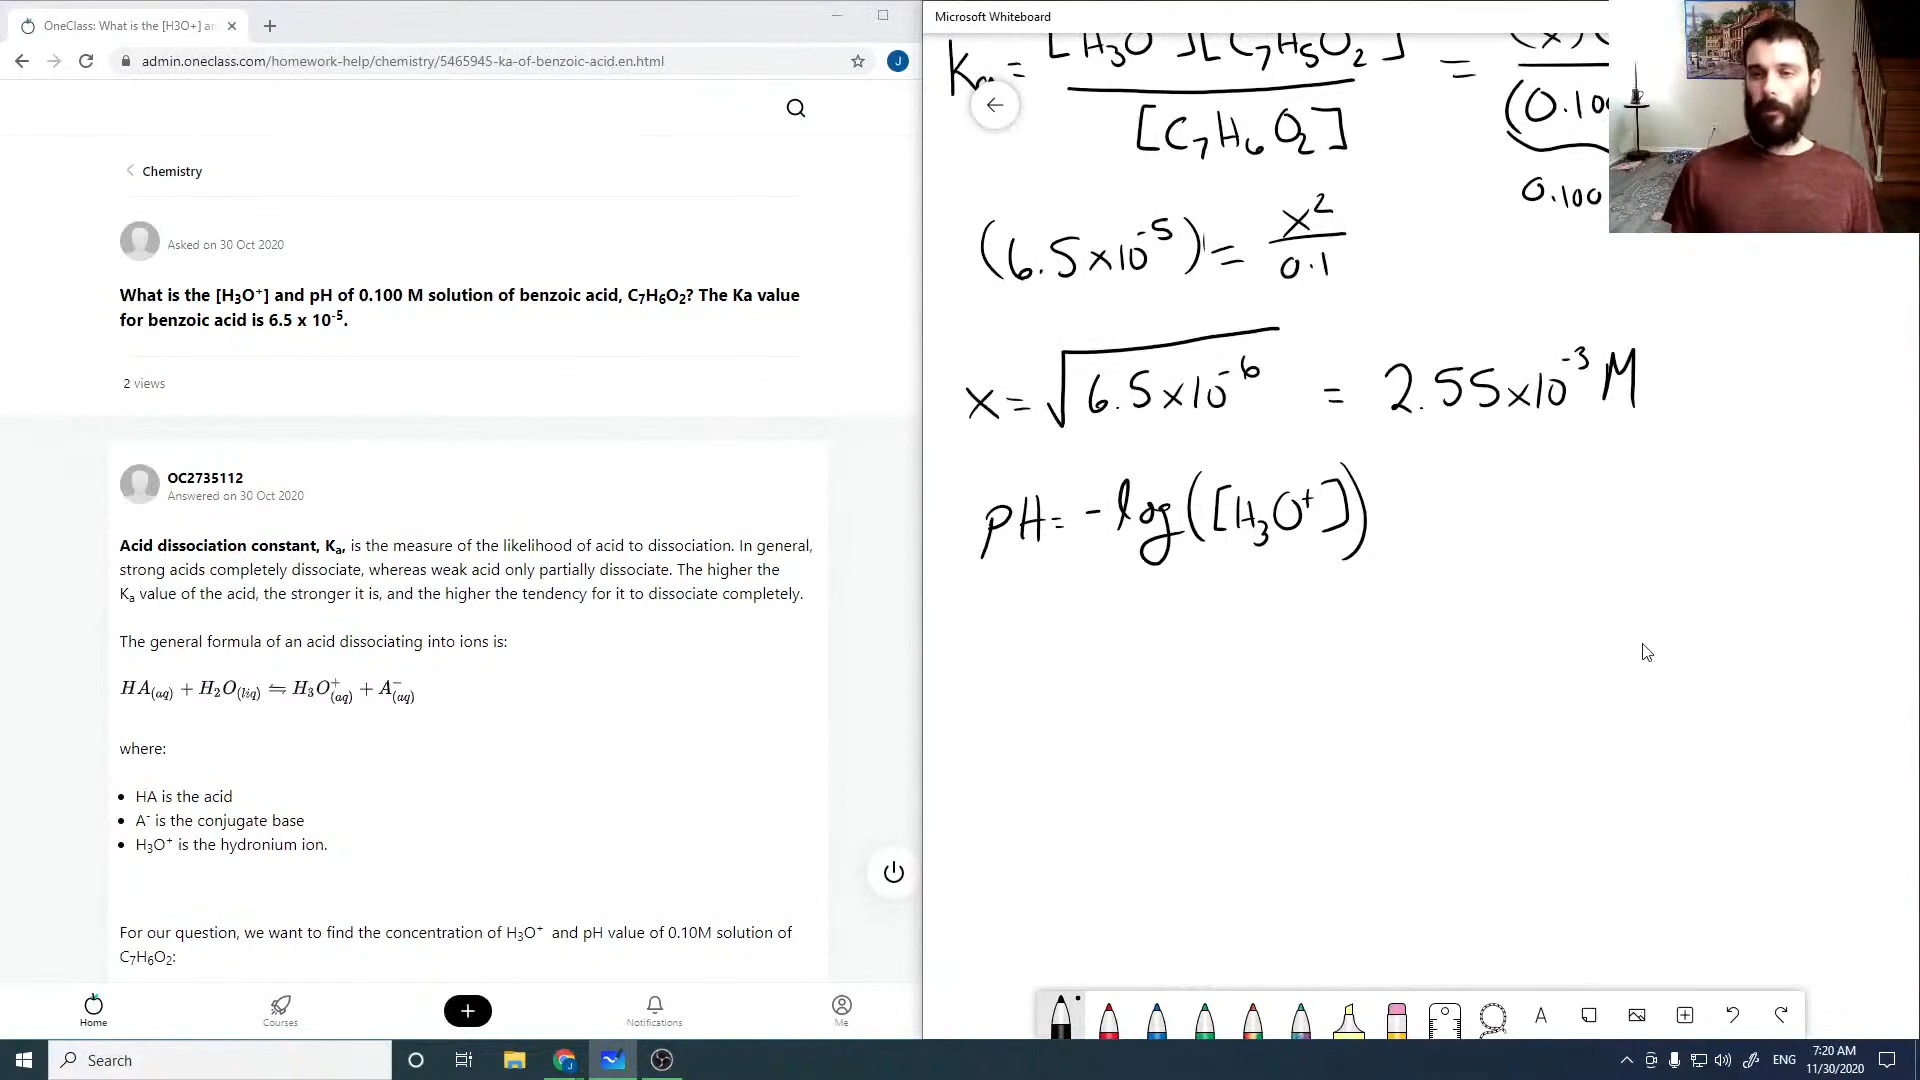 OneClass: What is the [H3O+] an
admin.oneclass.com/homework-help/chemistry/5465945-ka-of-benzoic-acid.en.html
J
Chemistry
Asked on 30 Oct 2020
What is the [H₃O⁺] and pH of 0.100 M solution of benzoic acid, C₇H₆O₂? The Ka value
for benzoic acid is 6.5 x 10⁻⁵.
2 views
OC2735112
Answered on 30 Oct 2020
Acid dissociation constant, Kₐ, is the measure of the likelihood of acid to dissociation. In general,
strong acids completely dissociate, whereas weak acid only partially dissociate. The higher the
Kₐ value of the acid, the stronger it is, and the higher the tendency for it to dissociate completely.
The general formula of an acid dissociating into ions is:
HA(aq) + H₂O(liq) ⇋ H₃O⁺(aq) + A⁻(aq)
where:
• HA is the acid
• A⁻ is the conjugate base
• H₃O⁺ is the hydronium ion.
For our question, we want to find the concentration of H₃O⁺ and pH value of 0.10M solution of
C₇H₆O₂:
Home Courses Notifications Me
Microsoft Whiteboard
[H₃O ][C₇H₅O₂ ]
= =
[C₇H₆O₂]
(x)(
(0.100
0.100
(6.5x10⁻⁵) = x²/0.1
x = √6.5x10⁻⁶ = 2.55x10⁻³ M
pH = -log([H₃O⁺])
A
Search
ENG
7:20 AM
11/30/2020